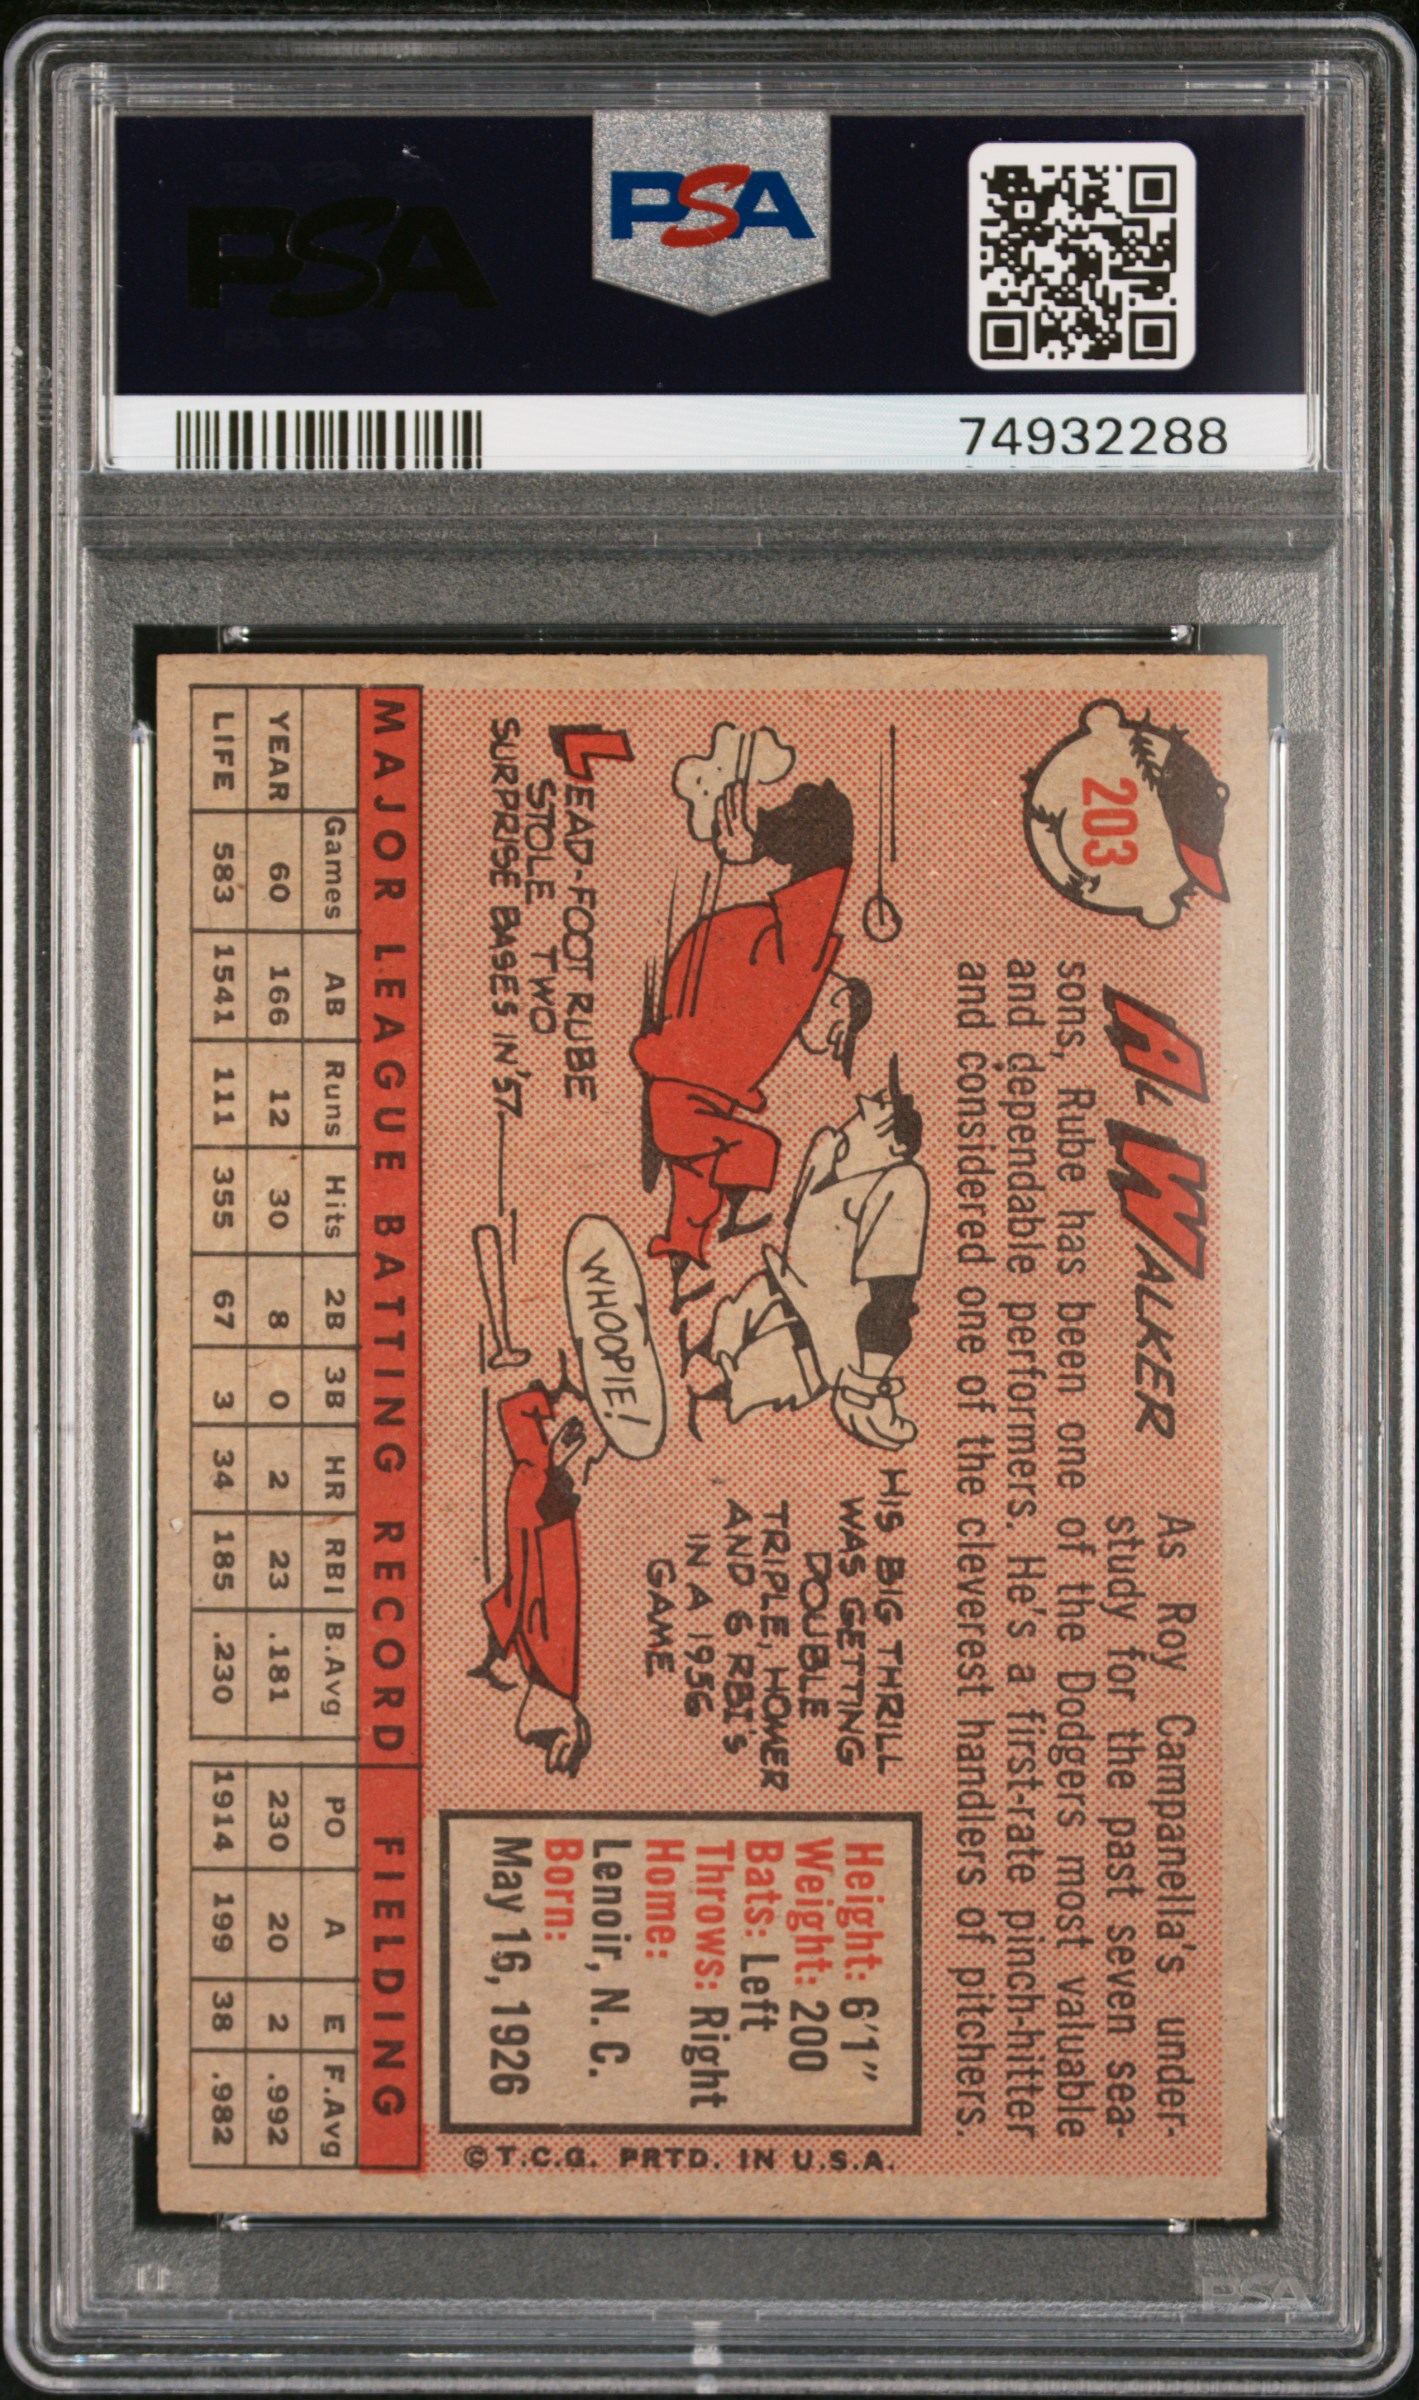 PSA
PSA
74932288
203
AL WALKER
As Roy Campanella's under-
study for the past seven sea-
sons, Rube has been one of the Dodgers most valuable
and dependable performers. He's a first-rate pinch-hitter
and considered one of the cleverest handlers of pitchers.
LEAD-FOOT RUBE
STOLE TWO
SURPRISE BASES IN '57
WHOOPIE!
HIS BIG THRILL
WAS GETTING
DOUBLE
TRIPLE, HOMER
AND 6 RBI'S
IN A 1956
GAME
Height: 6'1"
Weight: 200
Bats: Left
Throws: Right
Home:
Lenoir, N. C.
Born:
May 16, 1926
©T.C.G. PRTD. IN U.S.A.
MAJOR LEAGUE BATTING RECORD FIELDING
Games AB Runs Hits 2B 3B HR RBI B.Avg PO A E F.Avg
YEAR 60 166 12 30 8 0 2 23 .181 230 20 2 .992
LIFE 583 1541 111 355 67 3 34 185 .230 1914 199 38 .982
PSA